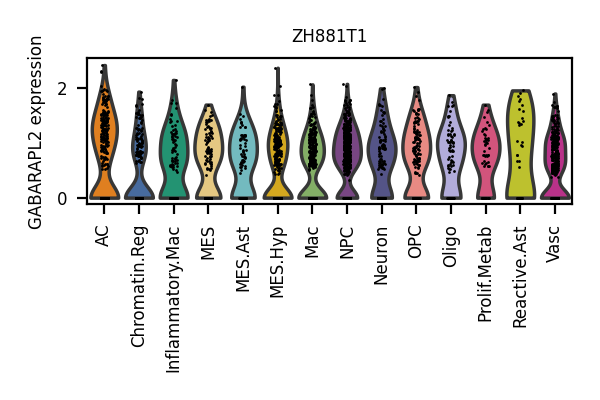 ZH881T1
GABARAPL2 expression
2
0
AC
Chromatin.Reg
Inflammatory.Mac
MES
MES.Ast
MES.Hyp
Mac
NPC
Neuron
OPC
Oligo
Prolif.Metab
Reactive.Ast
Vasc